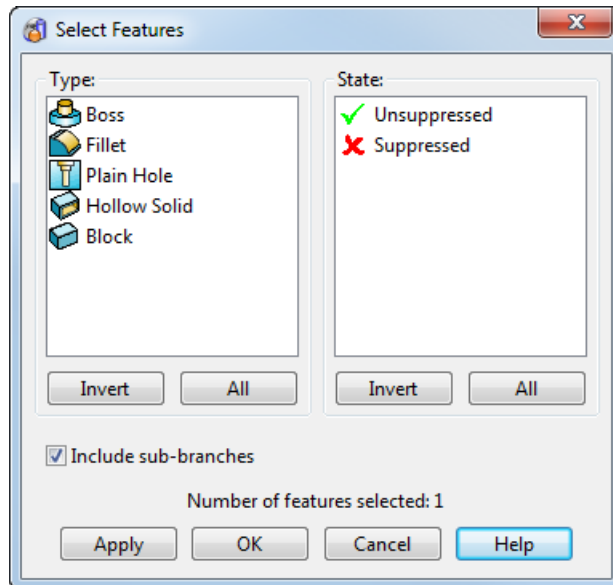 Select Features
Type:
Boss
Fillet
Plain Hole
Hollow Solid
Block
Invert
All
State:
Unsuppressed
Suppressed
Invert
All
Include sub-branches
Number of features selected: 1
Apply
OK
Cancel
Help